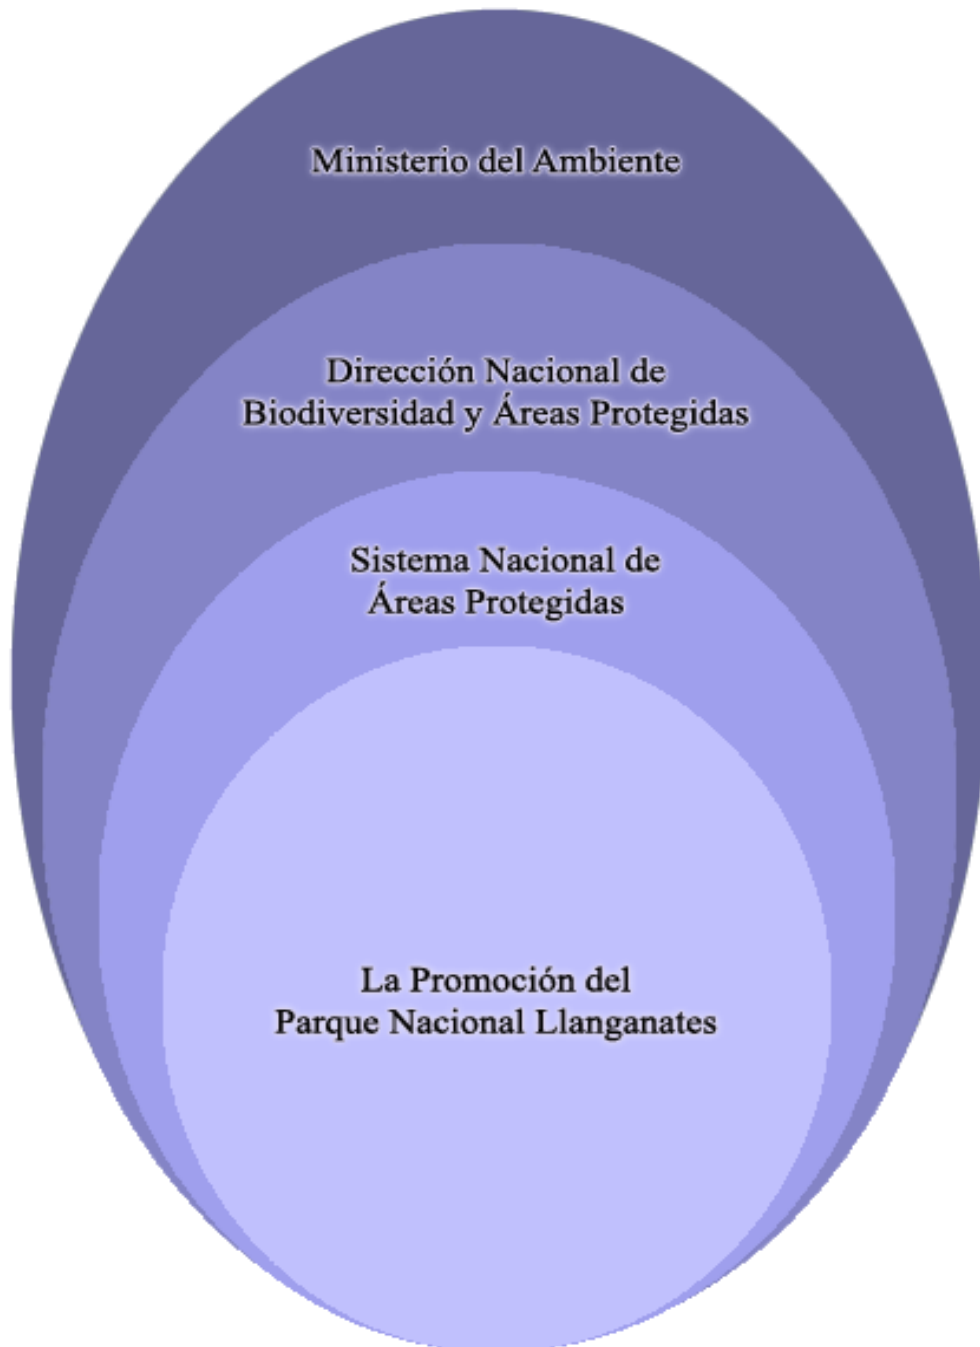 Ministerio del Ambiente
Dirección Nacional de
Biodiversidad y Áreas Protegidas
Sistema Nacional de
Áreas Protegidas
La Promoción del
Parque Nacional Llanganates